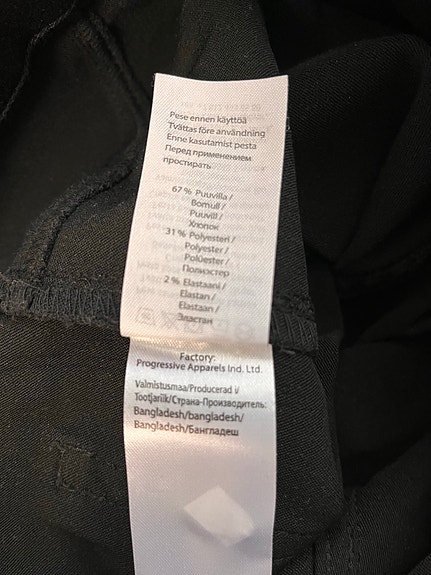 Pese ennen käyttöä
Tvättas före användning
Enne kasutamist pesta
Перед применением
простирать
67 % Puuvilla /
Bomull /
Puuvill /
Хлопок
31 % Polyesteri /
Polyester /
Polüester /
Полиэстер
2 % Elastaani /
Elastan /
Elastaan /
Эластан
Factory:
Progressive Apparels Ind. Ltd.
Valmistusmaa/Producerad i/
Tootjariik/Страна-Производитель:
Bangladesh/bangladesh/
Bangladesh/Бангладеш